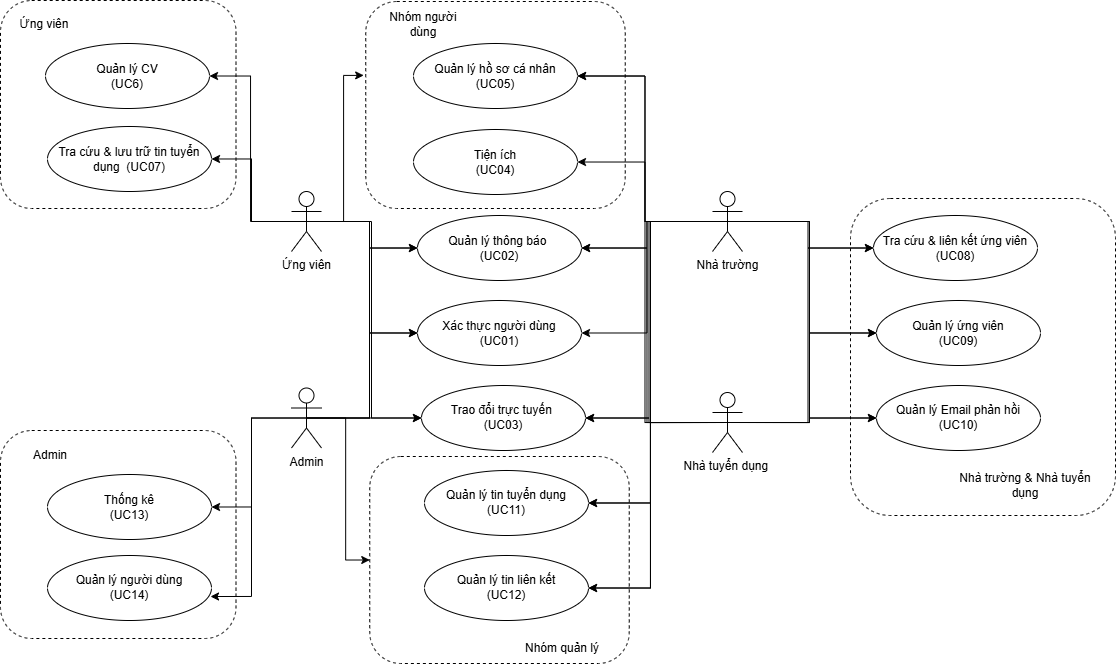 Ứng viên
Quản lý CV
(UC6)
Tra cứu & lưu trữ tin tuyển
dụng (UC07)
Nhóm người
dùng
Quản lý hồ sơ cá nhân
(UC05)
Tiện ích
(UC04)
Ứng viên
Quản lý thông báo
(UC02)
Nhà trường
Tra cứu & liên kết ứng viên
(UC08)
Xác thực người dùng
(UC01)
Quản lý ứng viên
(UC09)
Admin
Trao đổi trực tuyến
(UC03)
Nhà tuyển dụng
Quản lý Email phản hồi
(UC10)
Nhà trường & Nhà tuyển
dụng
Admin
Thống kê
(UC13)
Quản lý người dùng
(UC14)
Quản lý tin tuyển dụng
(UC11)
Quản lý tin liên kết
(UC12)
Nhóm quản lý